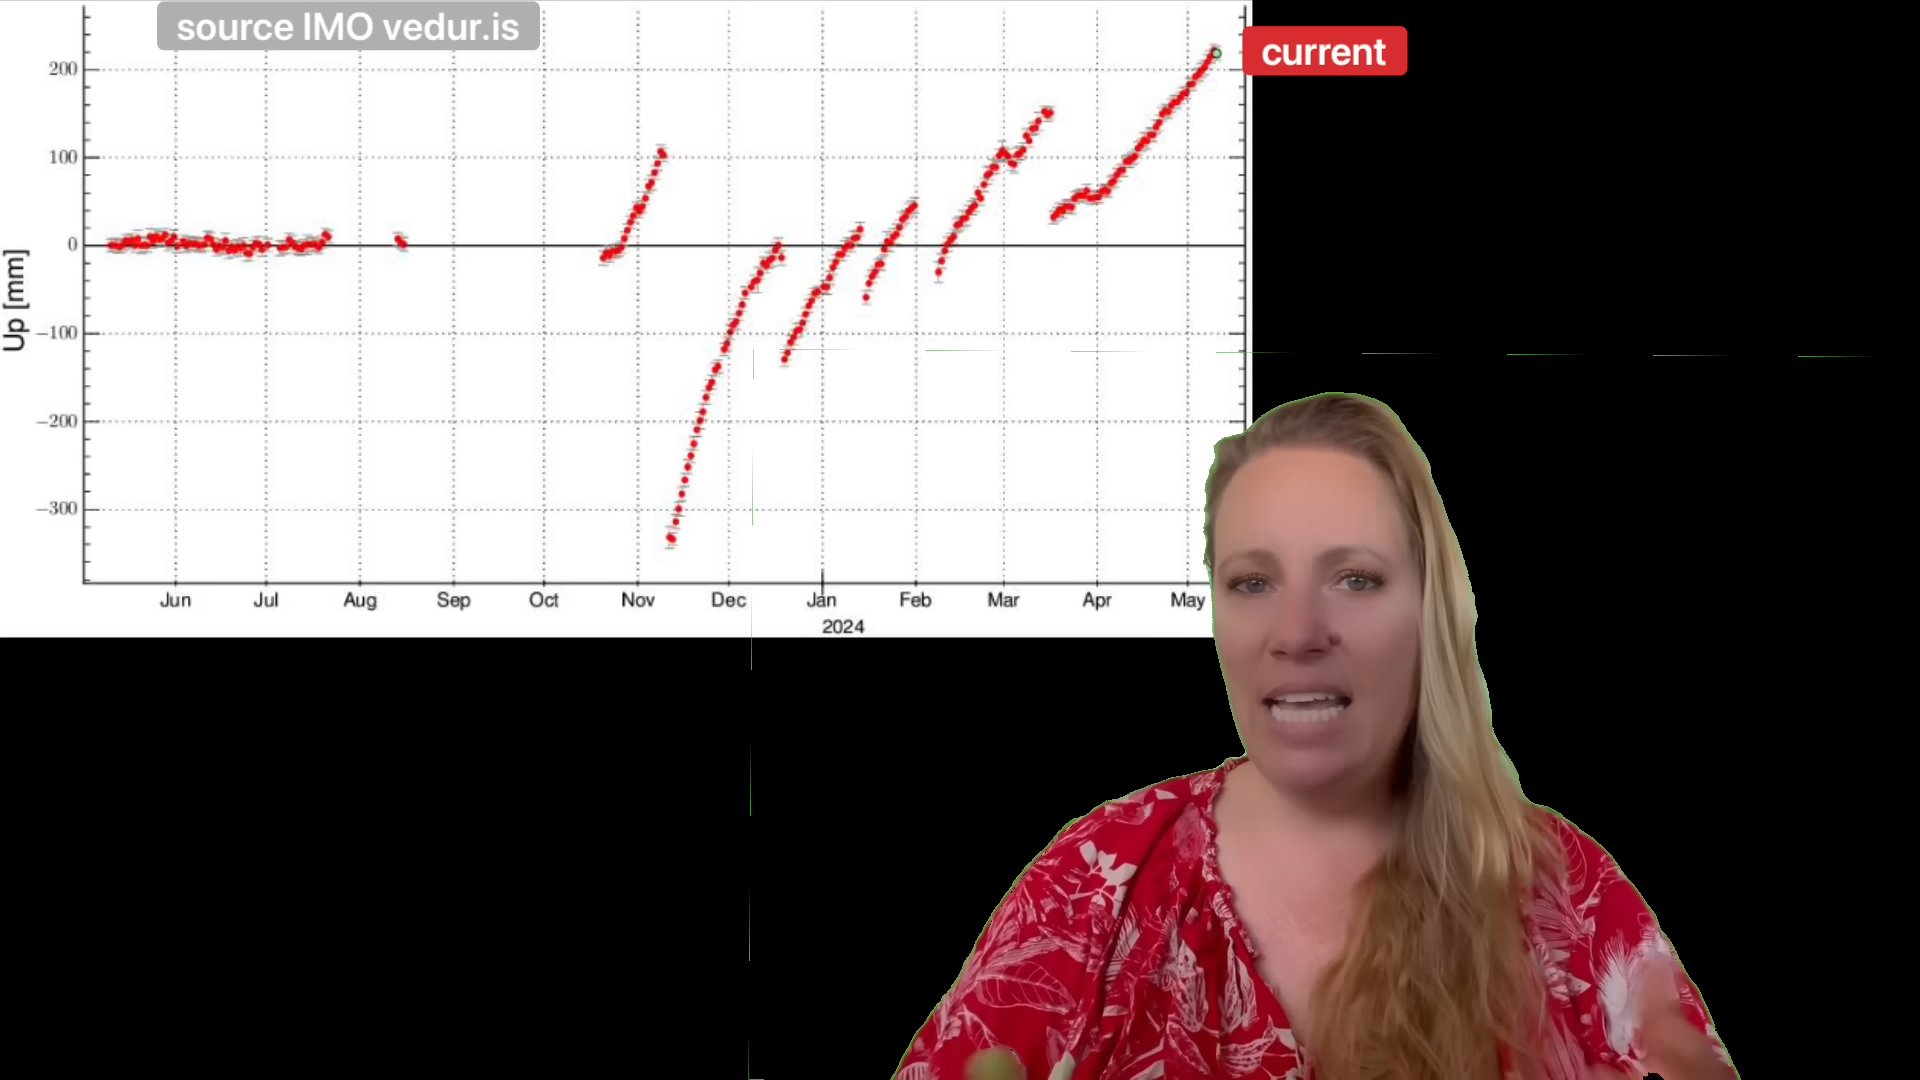 source IMO vedur.is
current
Up [mm]
200
100
0
−100
−200
−300
Jun Jul Aug Sep Oct Nov Dec Jan Feb Mar Apr May
2024